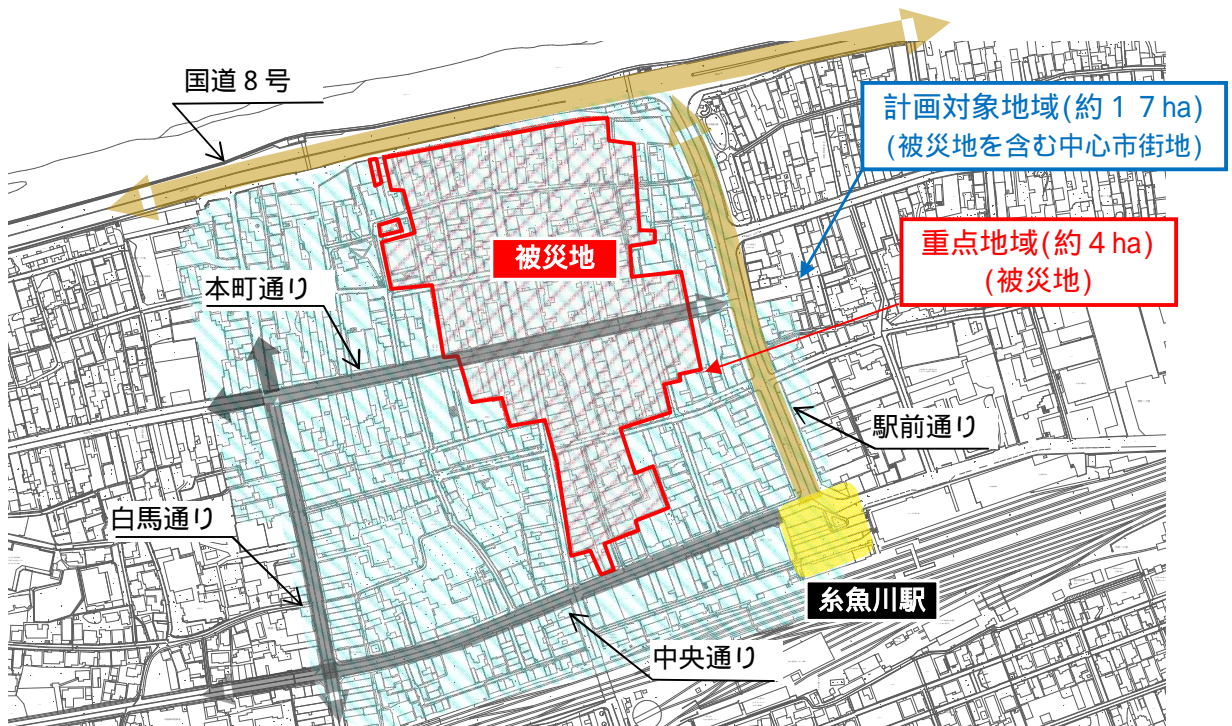 国道８号
計画対象地域(約１７ha)
(被災地を含む中心市街地)
被災地
重点地域(約４ha)
(被災地)
本町通り
駅前通り
白馬通り
糸魚川駅
中央通り